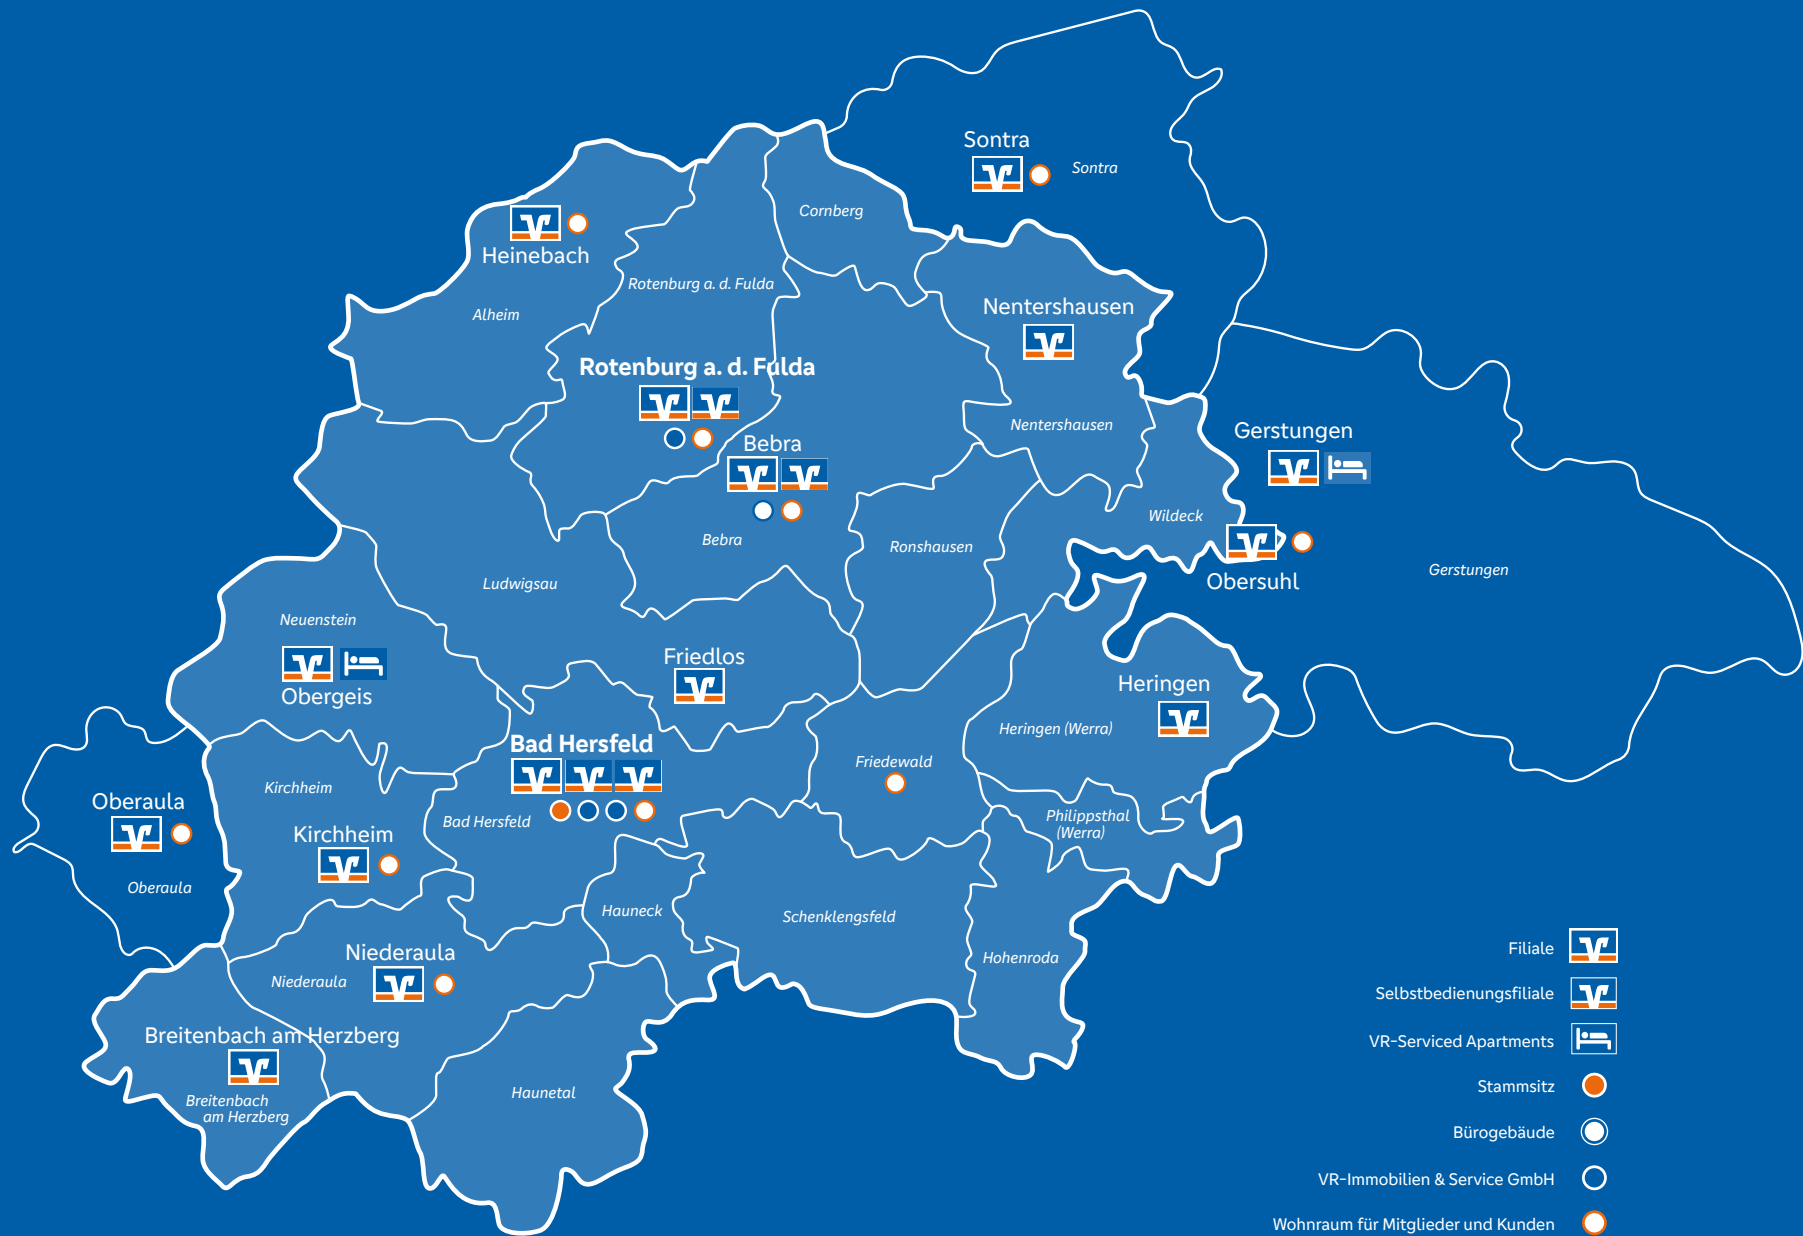 Sontra
Sontra
Cornberg
Heinebach
Rotenburg a. d. Fulda
Alheim
Nentershausen
Rotenburg a. d. Fulda
Nentershausen
Bebra
Gerstungen
Wildeck
Bebra
Ronshausen
Gerstungen
Obersuhl
Ludwigsau
Neuenstein
Friedlos
Obergeis
Heringen
Heringen (Werra)
Bad Hersfeld
Friedewald
Kirchheim
Oberaula
Bad Hersfeld
Philippsthal
(Werra)
Kirchheim
Oberaula
Hauneck
Schenklengsfeld
Niederaula
Hohenroda
Niederaula
Breitenbach am Herzberg
Haunetal
Breitenbach
am Herzberg
Filiale
Selbstbedienungsfiliale
VR-Serviced Apartments
Stammsitz
Bürogebäude
VR-Immobilien & Service GmbH
Wohnraum für Mitglieder und Kunden